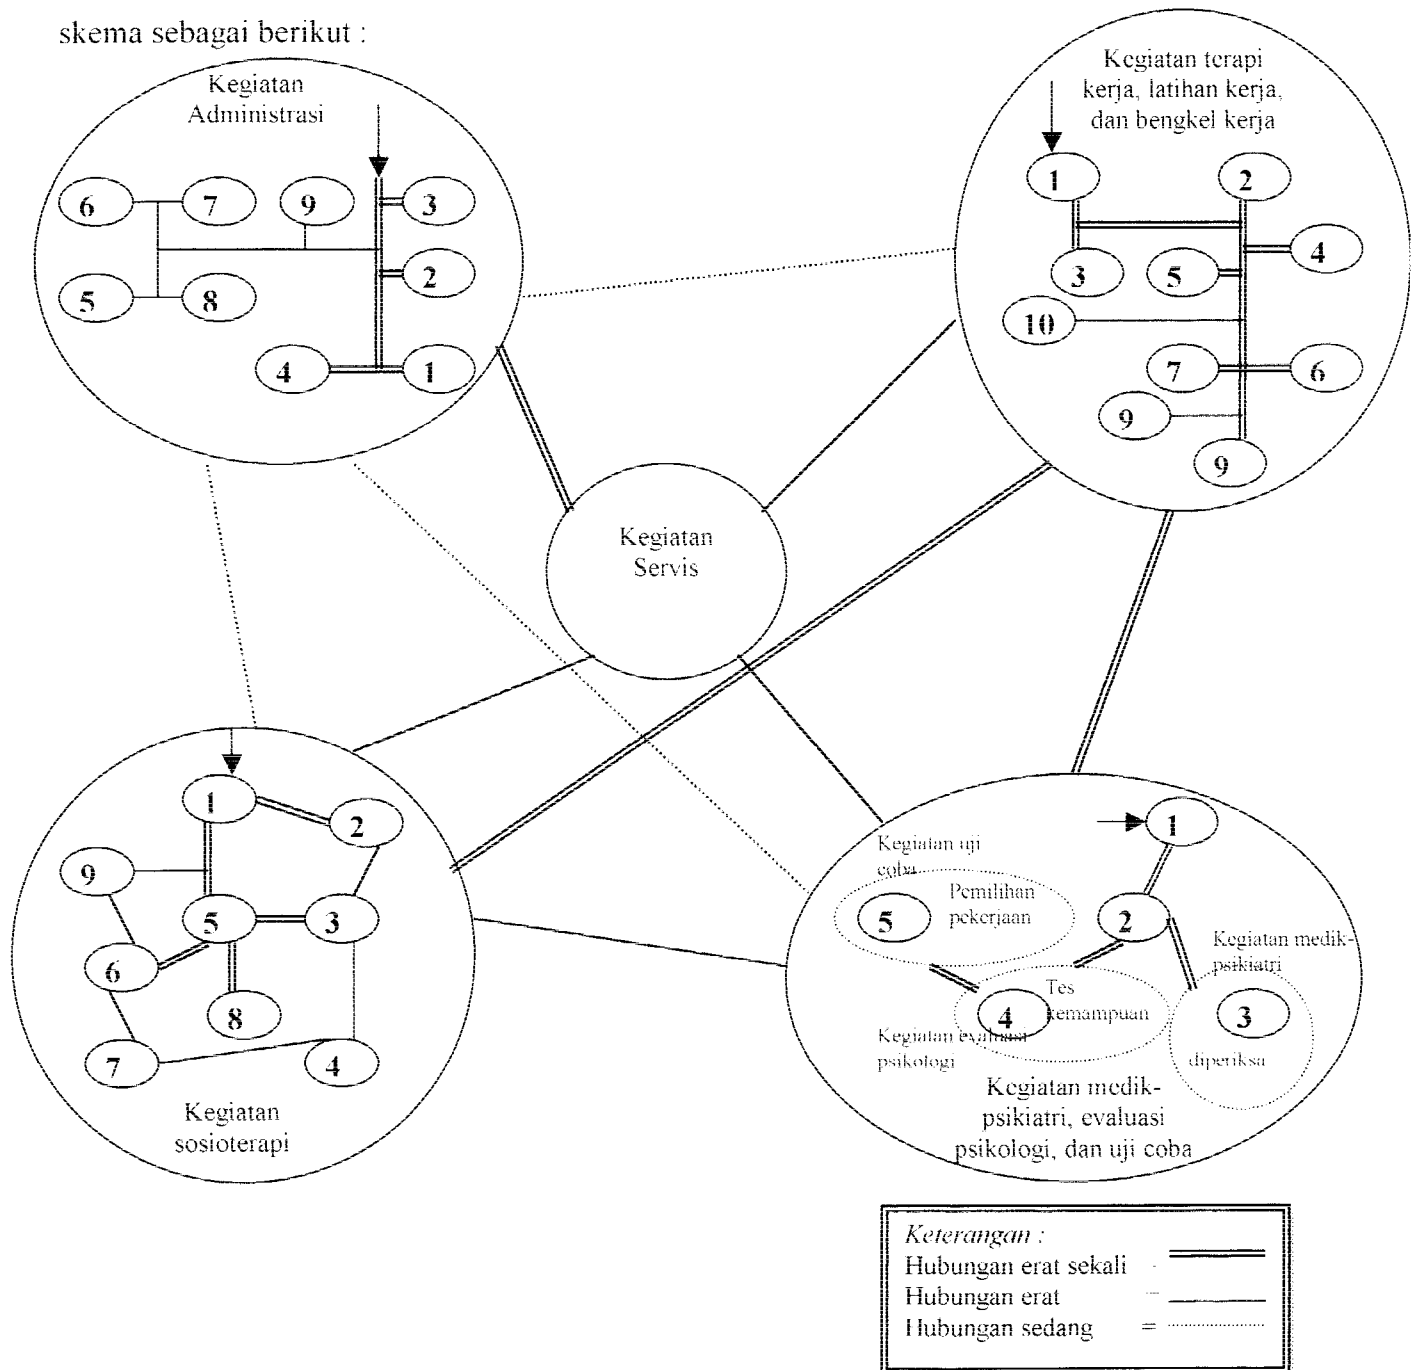 skema sebagai berikut :
Kegiatan
Administrasi
6
7
9
3
2
5
8
4
1
Kegiatan terapi
kerja, latihan kerja,
dan bengkel kerja
1
2
4
3
5
10
7
6
9
9
Kegiatan
Servis
1
2
9
5
3
6
8
7
4
Kegiatan
sosioterapi
1
Kegiatan uji
coba
Pemilihan
pekerjaan
5
2
Kegiatan medik-
psikiatri
Tes
kemampuan
4
3
Kegiatan evaluasi
psikologi
diperiksa
Kegiatan medik-
psikiatri, evaluasi
psikologi, dan uji coba
Keterangan :
Hubungan erat sekali
Hubungan erat
Hubungan sedang =